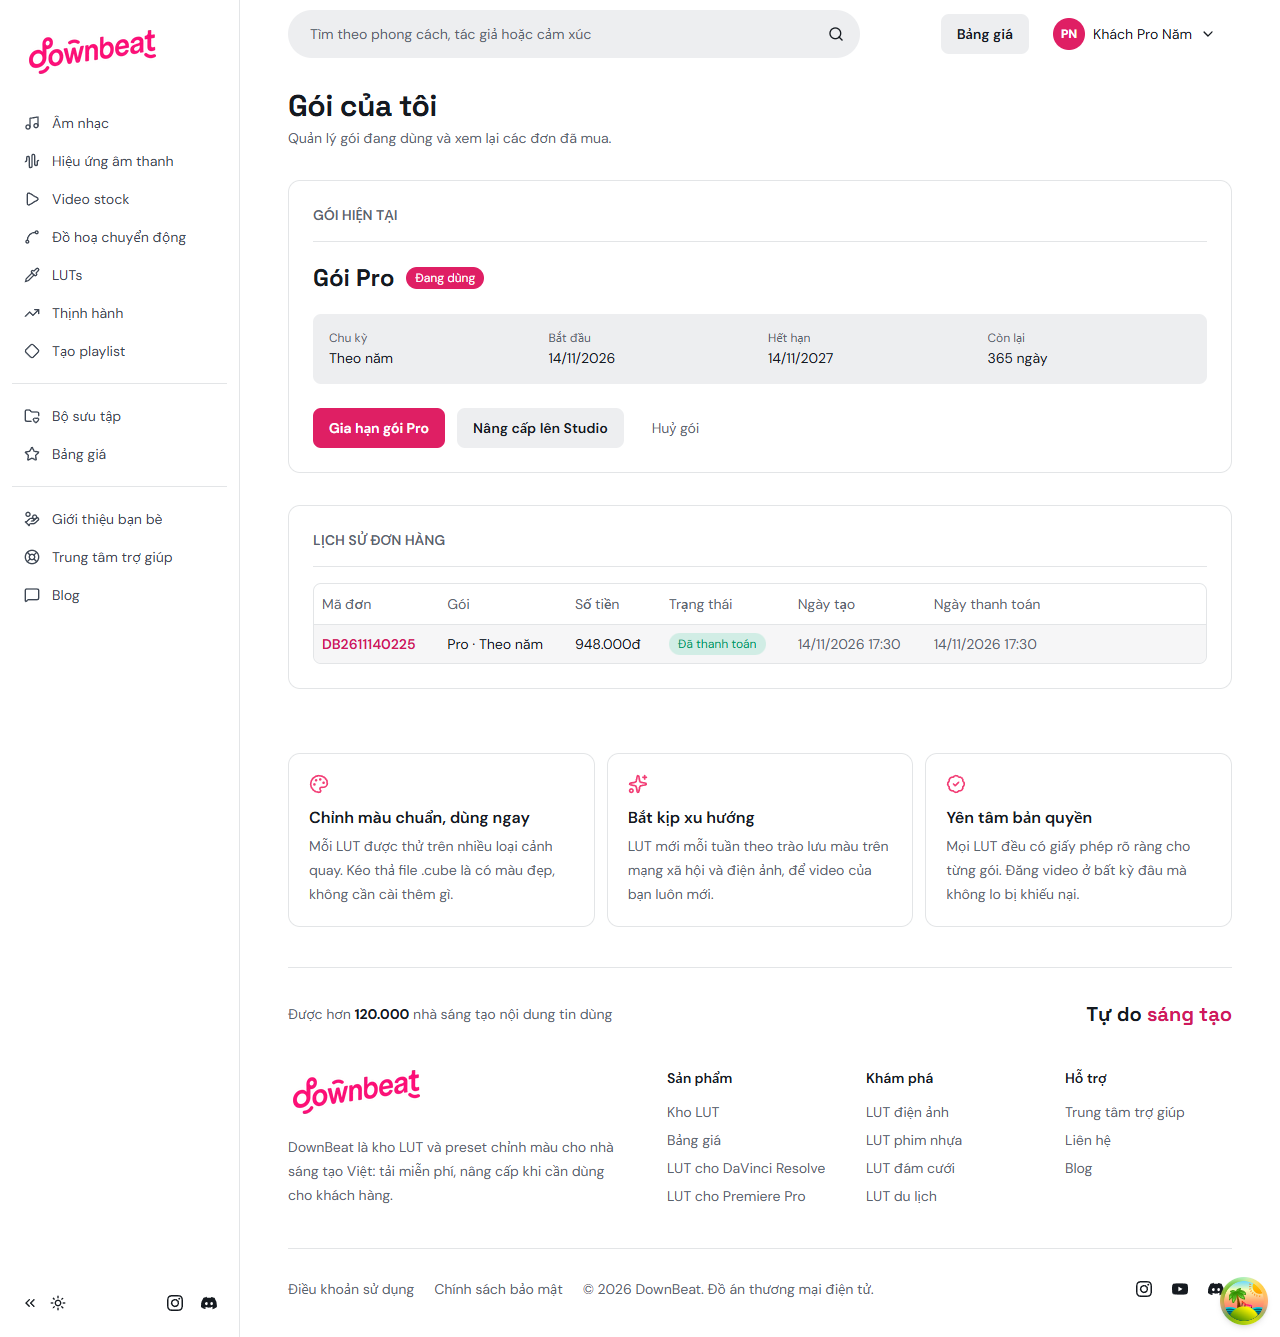 downbeat
Âm nhạc
Hiệu ứng âm thanh
Video stock
Đồ hoạ chuyển động
LUTs
Thịnh hành
Tạo playlist
Bộ sưu tập
Bảng giá
Giới thiệu bạn bè
Trung tâm trợ giúp
Blog
Tìm theo phong cách, tác giả hoặc cảm xúc
Bảng giá
PN Khách Pro Năm
Gói của tôi
Quản lý gói đang dùng và xem lại các đơn đã mua.
GÓI HIỆN TẠI
Gói Pro Đang dùng
Chu kỳ Bắt đầu Hết hạn Còn lại
Theo năm 14/11/2026 14/11/2027 365 ngày
Gia hạn gói Pro Nâng cấp lên Studio Huỷ gói
LỊCH SỬ ĐƠN HÀNG
Mã đơn Gói Số tiền Trạng thái Ngày tạo Ngày thanh toán
DB2611140225 Pro · Theo năm 948.000đ Đã thanh toán 14/11/2026 17:30 14/11/2026 17:30
Chỉnh màu chuẩn, dùng ngay
Mỗi LUT được thử trên nhiều loại cảnh
quay. Kéo thả file .cube là có màu đẹp,
không cần cài thêm gì.
Bắt kịp xu hướng
LUT mới mỗi tuần theo trào lưu màu trên
mạng xã hội và điện ảnh, để video của
bạn luôn mới.
Yên tâm bản quyền
Mọi LUT đều có giấy phép rõ ràng cho
từng gói. Đăng video ở bất kỳ đâu mà
không lo bị khiếu nại.
Được hơn 120.000 nhà sáng tạo nội dung tin dùng
Tự do sáng tạo
downbeat
DownBeat là kho LUT và preset chỉnh màu cho nhà
sáng tạo Việt: tải miễn phí, nâng cấp khi cần dùng
cho khách hàng.
Sản phẩm
Kho LUT
Bảng giá
LUT cho DaVinci Resolve
LUT cho Premiere Pro
Khám phá
LUT điện ảnh
LUT phim nhựa
LUT đám cưới
LUT du lịch
Hỗ trợ
Trung tâm trợ giúp
Liên hệ
Blog
Điều khoản sử dụng Chính sách bảo mật © 2026 DownBeat. Đồ án thương mại điện tử.